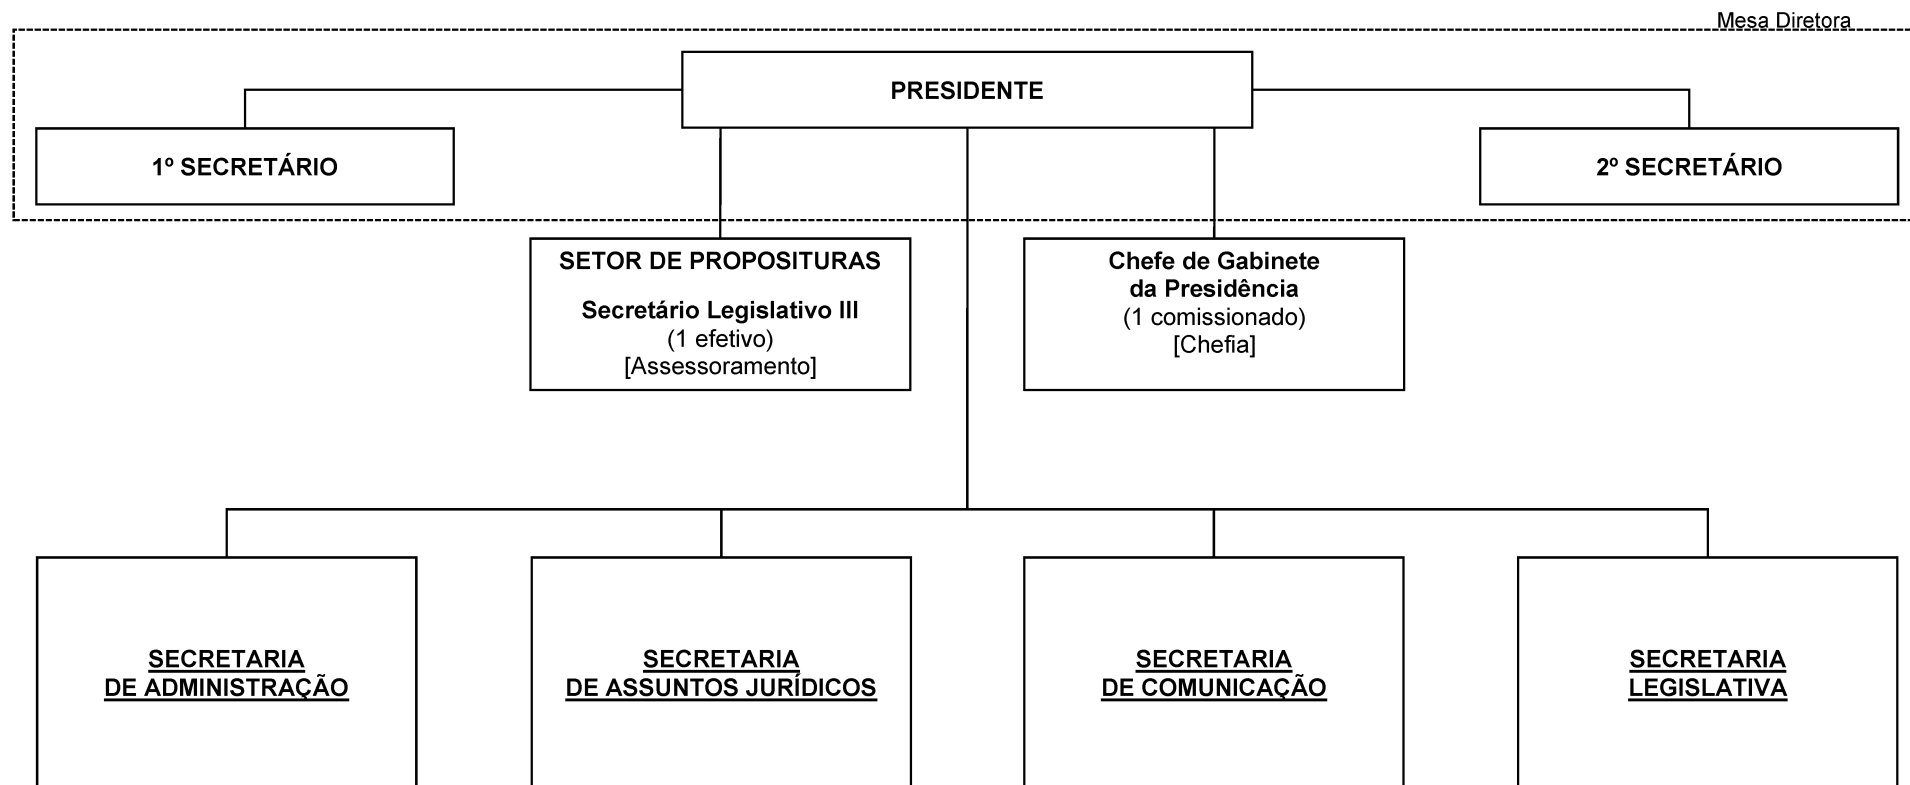 Mesa Diretora
PRESIDENTE
1º SECRETÁRIO
2º SECRETÁRIO
SETOR DE PROPOSITURAS
Secretário Legislativo III
(1 efetivo)
[Assessoramento]
Chefe de Gabinete
da Presidência
(1 comissionado)
[Chefia]
SECRETARIA
DE ADMINISTRAÇÃO
SECRETARIA
DE ASSUNTOS JURÍDICOS
SECRETARIA
DE COMUNICAÇÃO
SECRETARIA
LEGISLATIVA